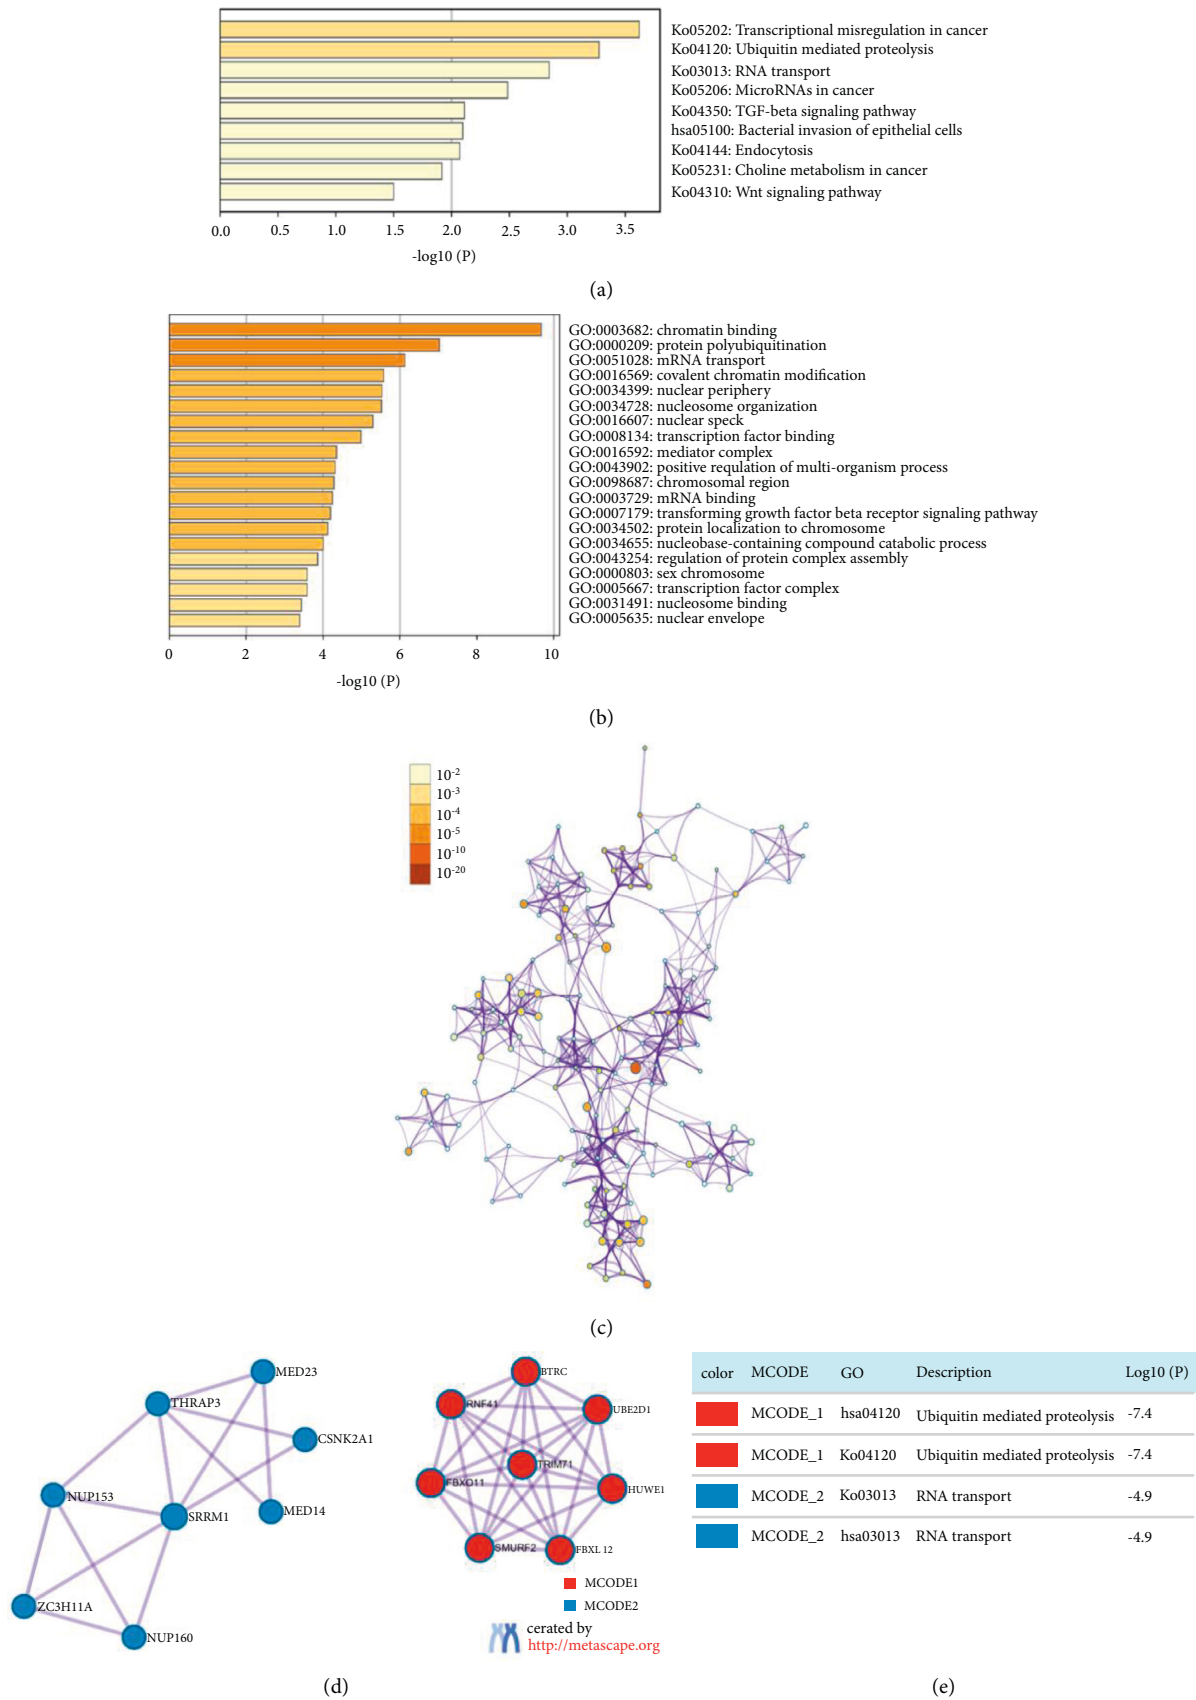 Ko05202: Transcriptional misregulation in cancer
Ko04120: Ubiquitin mediated proteolysis
Ko03013: RNA transport
Ko05206: MicroRNAs in cancer
Ko04350: TGF-beta signaling pathway
hsa05100: Bacterial invasion of epithelial cells
Ko04144: Endocytosis
Ko05231: Choline metabolism in cancer
Ko04310: Wnt signaling pathway
0.0 0.5 1.0 1.5 2.0 2.5 3.0 3.5
-log10 (P)
(a)
GO:0003682: chromatin binding
GO:0000209: protein polyubiquitination
GO:0051028: mRNA transport
GO:0016569: covalent chromatin modification
GO:0034399: nuclear periphery
GO:0034728: nucleosome organization
GO:0016607: nuclear speck
GO:0008134: transcription factor binding
GO:0016592: mediator complex
GO:0043902: positive requlation of multi-organism process
GO:0098687: chromosomal region
GO:0003729: mRNA binding
GO:0007179: transforming growth factor beta receptor signaling pathway
GO:0034502: protein localization to chromosome
GO:0034655: nucleobase-containing compound catabolic process
GO:0043254: regulation of protein complex assembly
GO:0000803: sex chromosome
GO:0005667: transcription factor complex
GO:0031491: nucleosome binding
GO:0005635: nuclear envelope
0 2 4 6 8 10
-log10 (P)
(b)
10-2
10-3
10-4
10-5
10-10
10-20
(c)
MED23
THRAP3
CSNK2A1
NUP153
SRRM1
MED14
ZC3H11A
NUP160
BTRC
RNF41
UBE2D1
TRIM71
FBXO11
HUWE1
SMURF2
FBXL 12
MCODE1
MCODE2
cerated by
http://metascape.org
(d)
color MCODE GO Description Log10 (P)
MCODE_1 hsa04120 Ubiquitin mediated proteolysis -7.4
MCODE_1 Ko04120 Ubiquitin mediated proteolysis -7.4
MCODE_2 Ko03013 RNA transport -4.9
MCODE_2 hsa03013 RNA transport -4.9
(e)